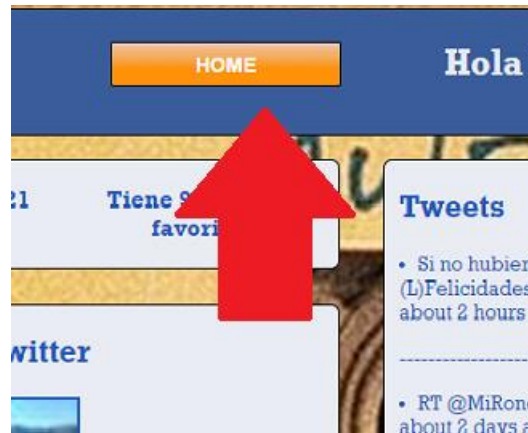 HOME
Hola
21
Tiene
favori
Tweets
• Si no hubier
(L)Felicidades
about 2 hours
--------------------
witter
• RT @MiRon
about 2 days a